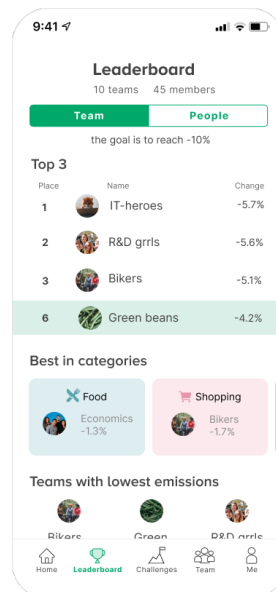 9:41
Leaderboard
10 teams 45 members
Team People
the goal is to reach -10%
Top 3
Place Name Change
1 IT-heroes -5.7%
2 R&D grrls -5.6%
3 Bikers -5.1%
6 Green beans -4.2%
Best in categories
Food Shopping
Economics Bikers
-1.3% -1.7%
Teams with lowest emissions
Bikers Green R&D grrls
Home Leaderboard Challenges Team Me